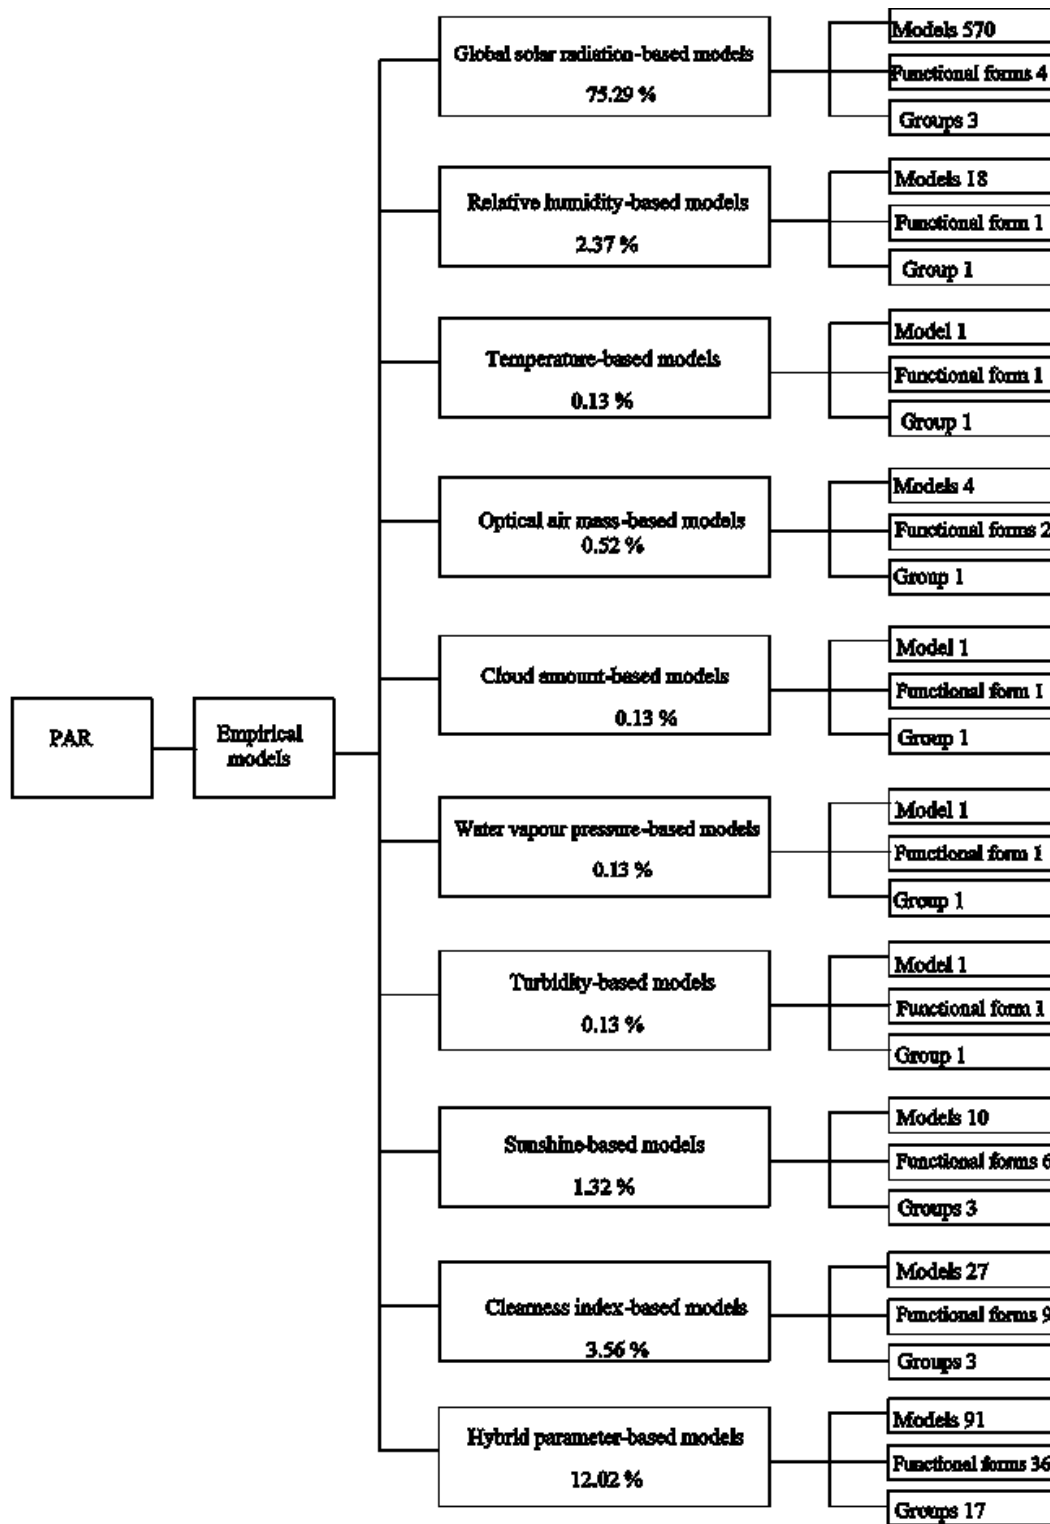 PAR
Empirical
models
Global solar radiation-based models
75.29 %
Models 570
Functional forms 4
Groups 3
Relative humidity-based models
2.37 %
Models 18
Functional form 1
Group 1
Temperature-based models
0.13 %
Model 1
Functional form 1
Group 1
Optical air mass-based models
0.52 %
Models 4
Functional forms 2
Group 1
Cloud amount-based models
0.13 %
Model 1
Functional form 1
Group 1
Water vapour pressure-based models
0.13 %
Model 1
Functional form 1
Group 1
Turbidity-based models
0.13 %
Model 1
Functional form 1
Group 1
Sunshine-based models
1.32 %
Models 10
Functional forms 6
Groups 3
Clearness index-based models
3.56 %
Models 27
Functional forms 9
Groups 3
Hybrid parameter-based models
12.02 %
Models 91
Functional forms 36
Groups 17